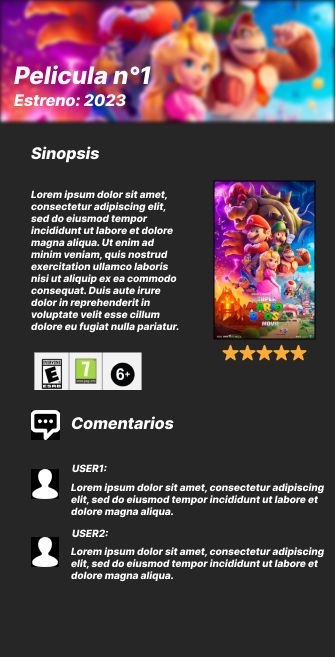 Pelicula n°1
Estreno: 2023
Sinopsis
Lorem ipsum dolor sit amet,
consectetur adipiscing elit,
sed do eiusmod tempor
incididunt ut labore et dolore
magna aliqua. Ut enim ad
minim veniam, quis nostrud
exercitation ullamco laboris
nisi ut aliquip ex ea commodo
consequat. Duis aute irure
dolor in reprehenderit in
voluptate velit esse cillum
dolore eu fugiat nulla pariatur.
SUPER
MARIO
BROS
MOVIE
E
ESRB
7
6+
Comentarios
USER1:
Lorem ipsum dolor sit amet, consectetur adipiscing
elit, sed do eiusmod tempor incididunt ut labore et
dolore magna aliqua.
USER2:
Lorem ipsum dolor sit amet, consectetur adipiscing
elit, sed do eiusmod tempor incididunt ut labore et
dolore magna aliqua.